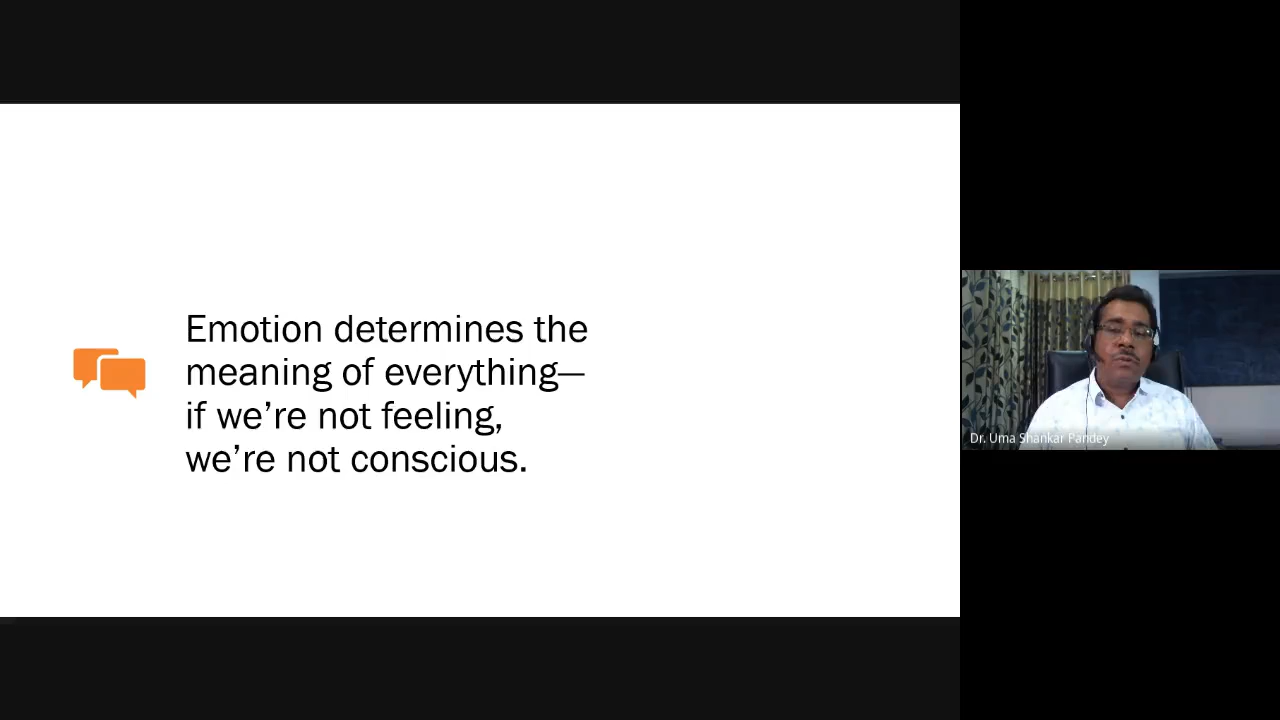 Emotion determines the
meaning of everything—
if we’re not feeling,
we’re not conscious.
Dr. Uma Shankar Pandey